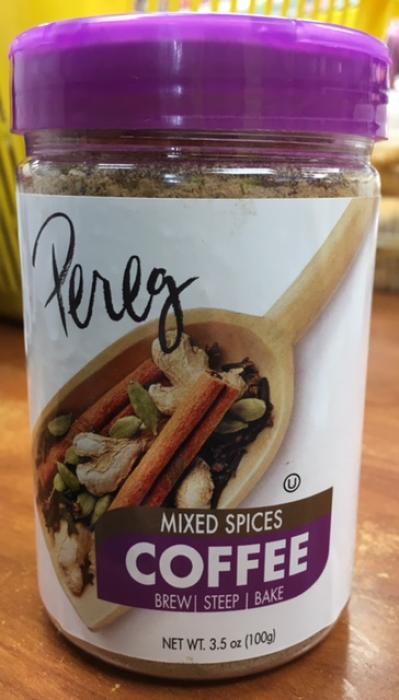 Pereg
U
MIXED SPICES
COFFEE
BREW| STEEP | BAKE
NET WT. 3.5 oz (100g)